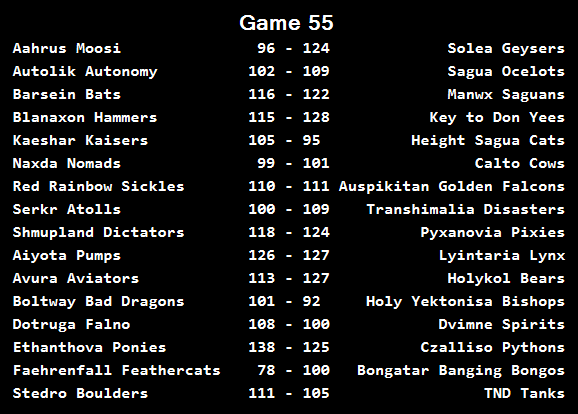 Game 55
Aahrus Moosi 96 - 124 Solea Geysers
Autolik Autonomy 102 - 109 Sagua Ocelots
Barsein Bats 116 - 122 Manwx Saguans
Blanaxon Hammers 115 - 128 Key to Don Yees
Kaeshar Kaisers 105 - 95 Height Sagua Cats
Naxda Nomads 99 - 101 Calto Cows
Red Rainbow Sickles 110 - 111 Auspikitan Golden Falcons
Serkr Atolls 100 - 109 Transhimalia Disasters
Shmupland Dictators 118 - 124 Pyxanovia Pixies
Aiyota Pumps 126 - 127 Lyintaria Lynx
Avura Aviators 113 - 127 Holykol Bears
Boltway Bad Dragons 101 - 92 Holy Yektonisa Bishops
Dotruga Falno 108 - 100 Dvimne Spirits
Ethanthova Ponies 138 - 125 Czalliso Pythons
Faehrenfall Feathercats 78 - 100 Bongatar Banging Bongos
Stedro Boulders 111 - 105 TND Tanks